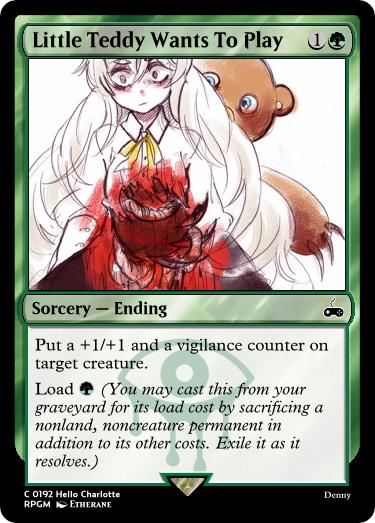 Little Teddy Wants To Play 1
Sorcery — Ending
Put a +1/+1 and a vigilance counter on
target creature.
Load (You may cast this from your
graveyard for its load cost by sacrificing a
nonland, noncreature permanent in
addition to its other costs. Exile it as it
resolves.)
C 0192 Hello Charlotte
RPGM ETHERANE
Denny